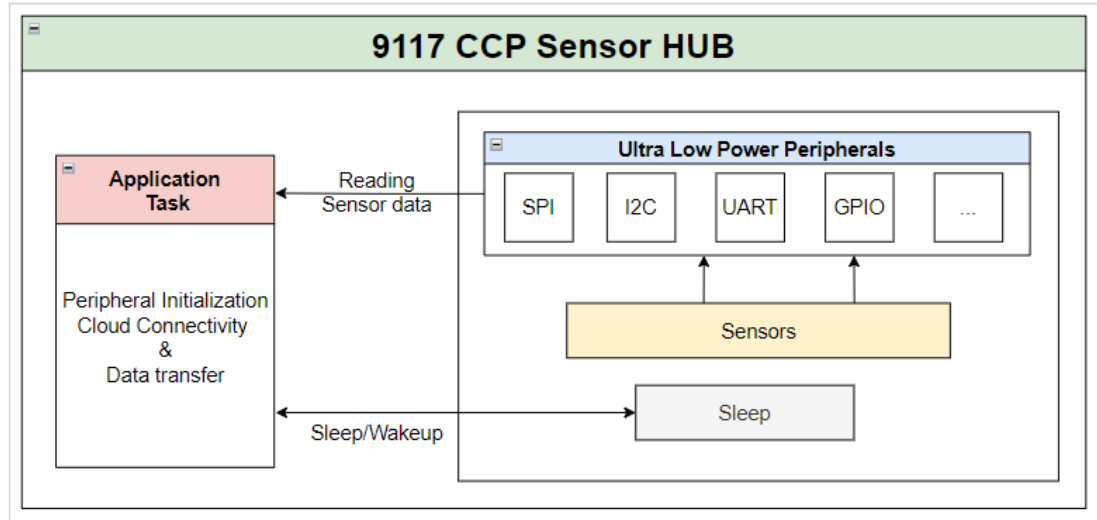 9117 CCP Sensor HUB
Application
Task
Peripheral Initialization
Cloud Connectivity
&
Data transfer
Reading
Sensor data
Sleep/Wakeup
Ultra Low Power Peripherals
SPI
I2C
UART
GPIO
...
Sensors
Sleep